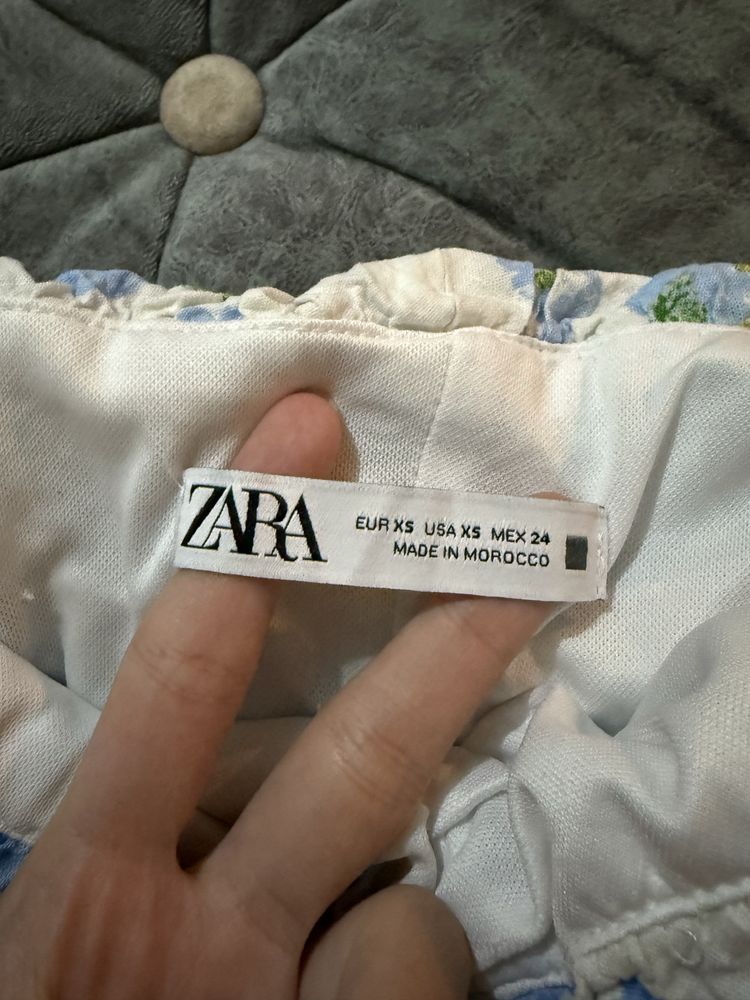 ZARA
EUR XS USA XS MEX 24
MADE IN MOROCCO